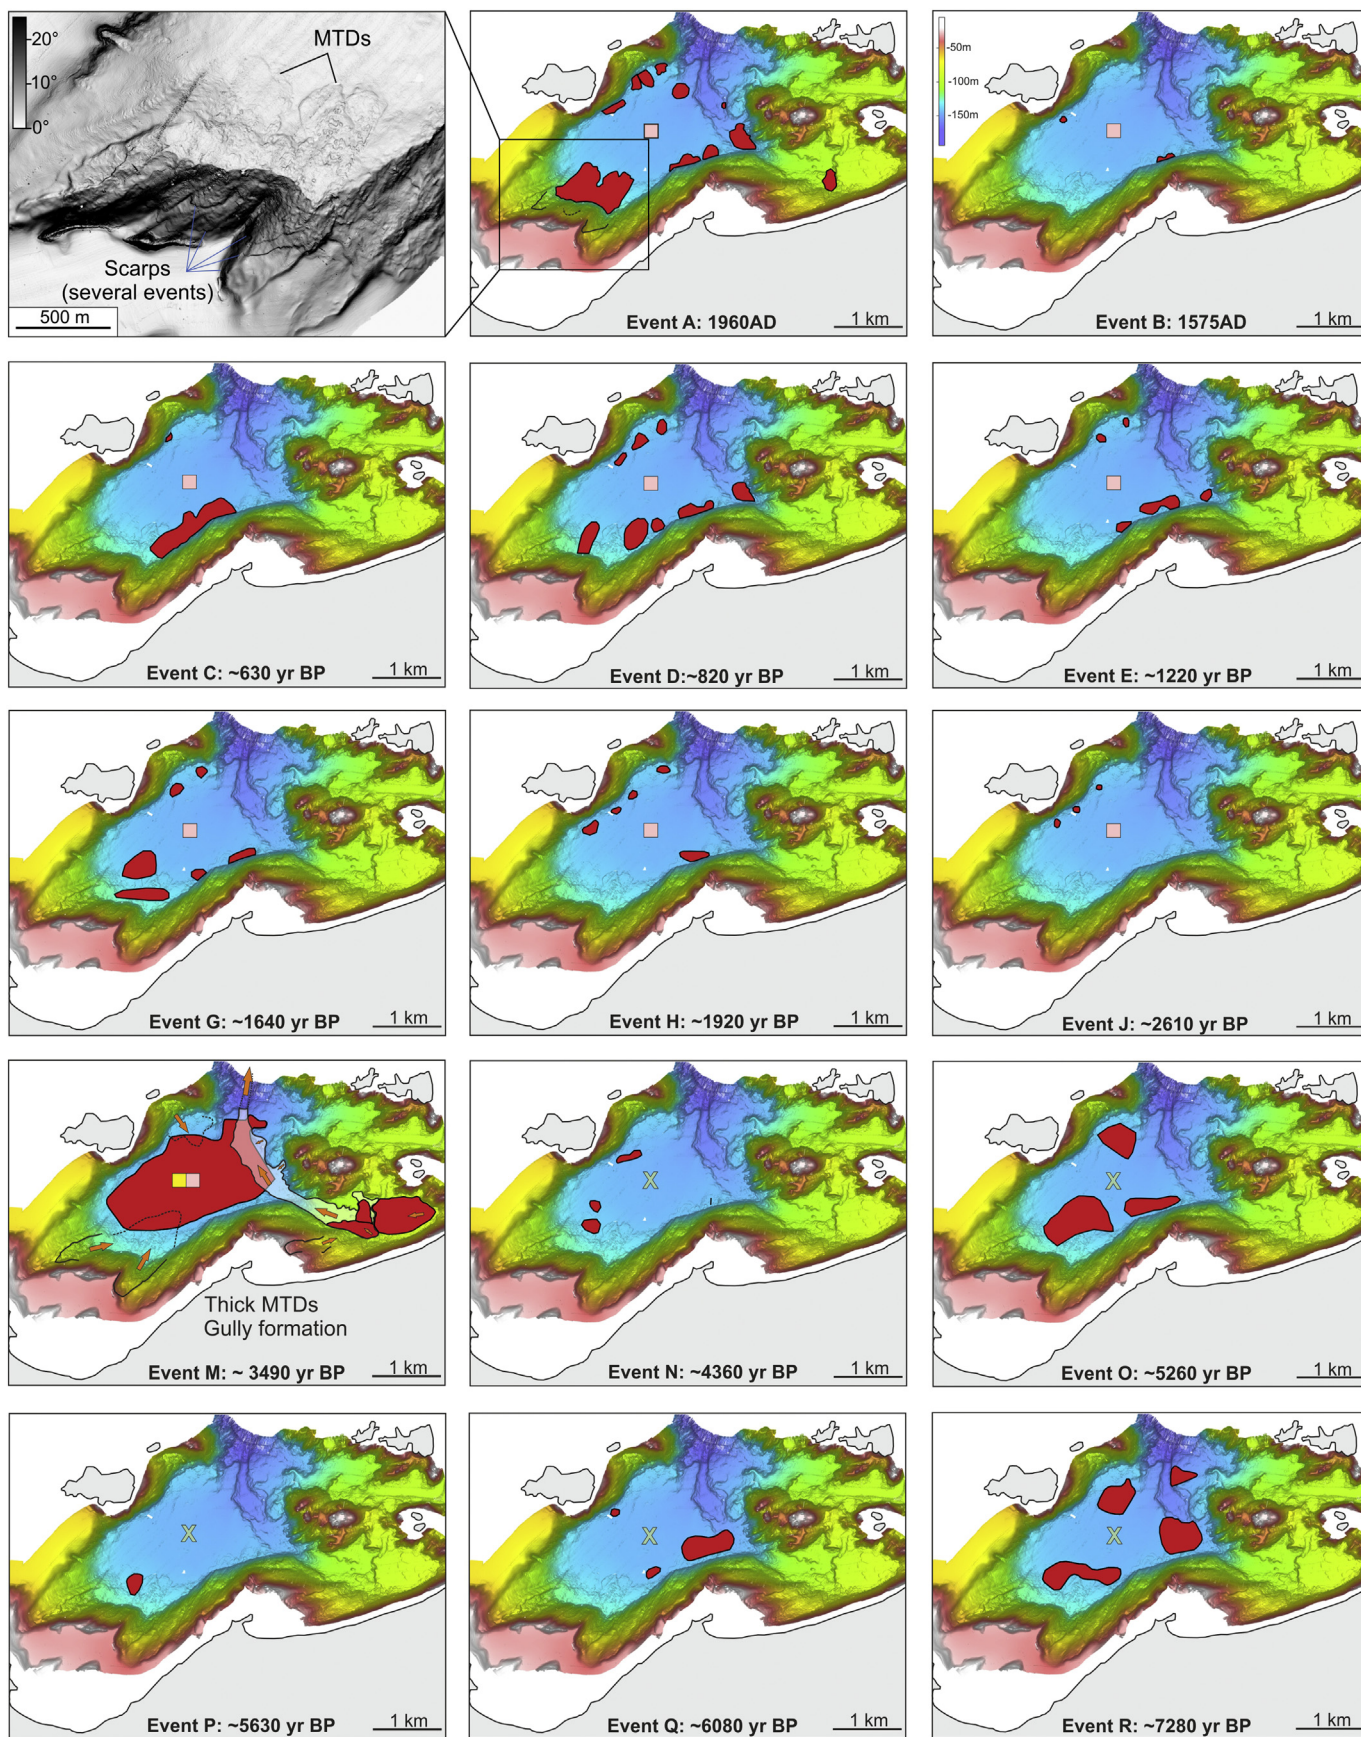 20°
10°
0°
MTDs
Scarps
(several events)
500 m
Event A: 1960AD
1 km
-50m
-100m
-150m
Event B: 1575AD
1 km
Event C: ~630 yr BP
1 km
Event D:~820 yr BP
1 km
Event E: ~1220 yr BP
1 km
Event G: ~1640 yr BP
1 km
Event H: ~1920 yr BP
1 km
Event J: ~2610 yr BP
1 km
Thick MTDs
Gully formation
Event M: ~ 3490 yr BP
1 km
X
Event N: ~4360 yr BP
1 km
X
Event O: ~5260 yr BP
1 km
X
Event P: ~5630 yr BP
1 km
X
Event Q: ~6080 yr BP
1 km
X
Event R: ~7280 yr BP
1 km